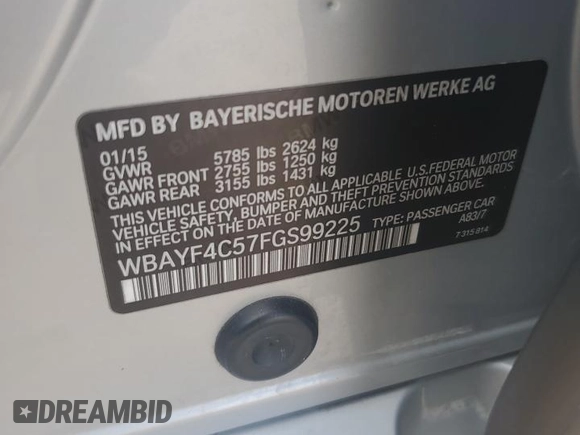 MFD BY BAYERISCHE MOTOREN WERKE AG
01/15
GVWR 5785 lbs 2624 kg
GAWR FRONT 2755 lbs 1250 kg
GAWR REAR 3155 lbs 1431 kg
THIS VEHICLE CONFORMS TO ALL APPLICABLE U.S.FEDERAL MOTOR
VEHICLE SAFETY, BUMPER AND THEFT PREVENTION STANDARDS
IN EFFECT ON THE DATE OF MANUFACTURE SHOWN ABOVE.
WBAYF4C57FGS99225 TYPE: PASSENGER CAR
A83/7
7 315 814
DREAMBID